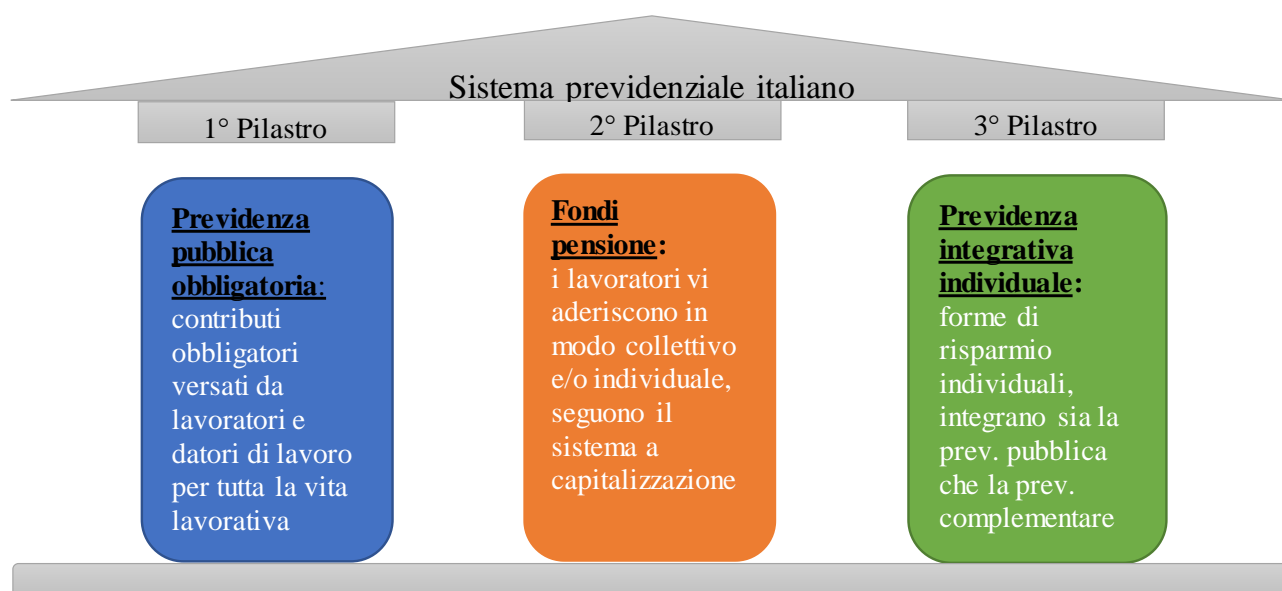 Sistema previdenziale italiano
1° Pilastro
2° Pilastro
3° Pilastro
Previdenza
pubblica
obbligatoria:
contributi
obbligatori
versati da
lavoratori e
datori di lavoro
per tutta la vita
lavorativa
Fondi
pensione:
i lavoratori vi
aderiscono in
modo collettivo
e/o individuale,
seguono il
sistema a
capitalizzazione
Previdenza
integrativa
individuale:
forme di
risparmio
individuali,
integrano sia la
prev. pubblica
che la prev.
complementare